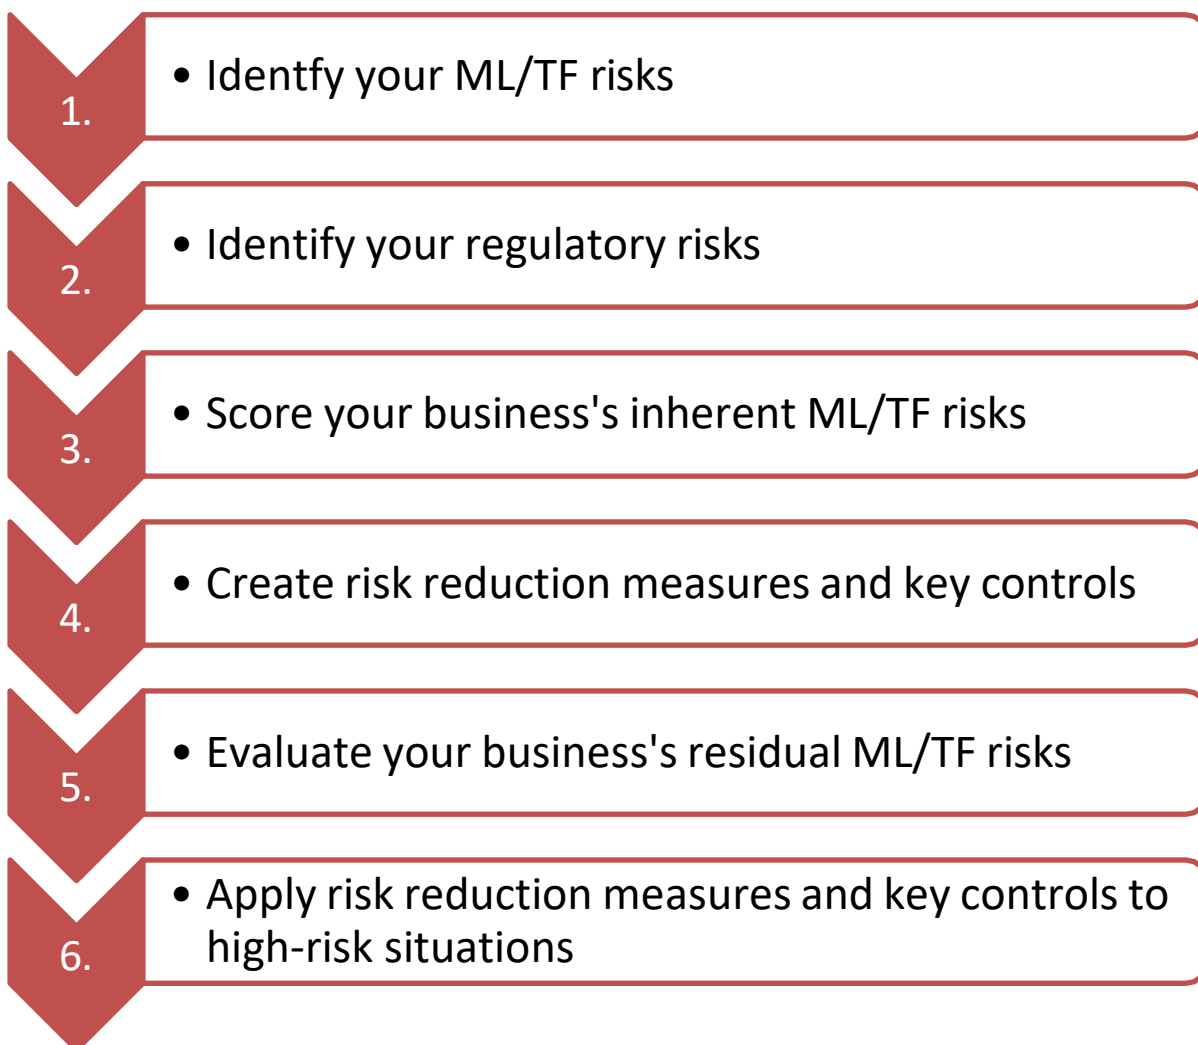 1.
• Identfy your ML/TF risks
2.
• Identify your regulatory risks
3.
• Score your business's inherent ML/TF risks
4.
• Create risk reduction measures and key controls
5.
• Evaluate your business's residual ML/TF risks
6.
• Apply risk reduction measures and key controls to
high-risk situations